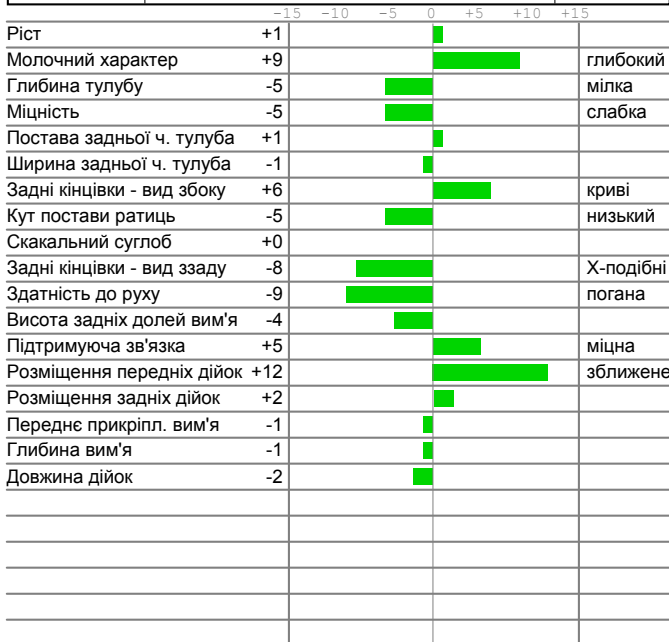 -15 -10 -5 0 +5 +10 +15
Ріст +1
Молочний характер +9 глибокий
Глибина тулубу -5 мілка
Міцність -5 слабка
Постава задньої ч. тулуба +1
Ширина задньої ч. тулуба -1
Задні кінцівки - вид збоку +6 криві
Кут постави ратиць -5 низький
Скакальний суглоб +0
Задні кінцівки - вид ззаду -8 Х-подібні
Здатність до руху -9 погана
Висота задніх долей вим'я -4
Підтримуюча зв'язка +5 міцна
Розміщення передніх дійок +12 зближене
Розміщення задніх дійок +2
Переднє прикріпл. вим'я -1
Глибина вим'я -1
Довжина дійок -2